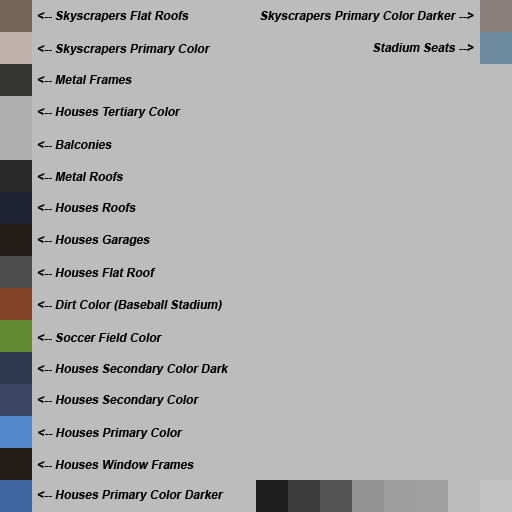 <-- Skyscrapers Flat Roofs
Skyscrapers Primary Color Darker -->
<-- Skyscrapers Primary Color
Stadium Seats -->
<-- Metal Frames
<-- Houses Tertiary Color
<-- Balconies
<-- Metal Roofs
<-- Houses Roofs
<-- Houses Garages
<-- Houses Flat Roof
<-- Dirt Color (Baseball Stadium)
<-- Soccer Field Color
<-- Houses Secondary Color Dark
<-- Houses Secondary Color
<-- Houses Primary Color
<-- Houses Window Frames
<-- Houses Primary Color Darker